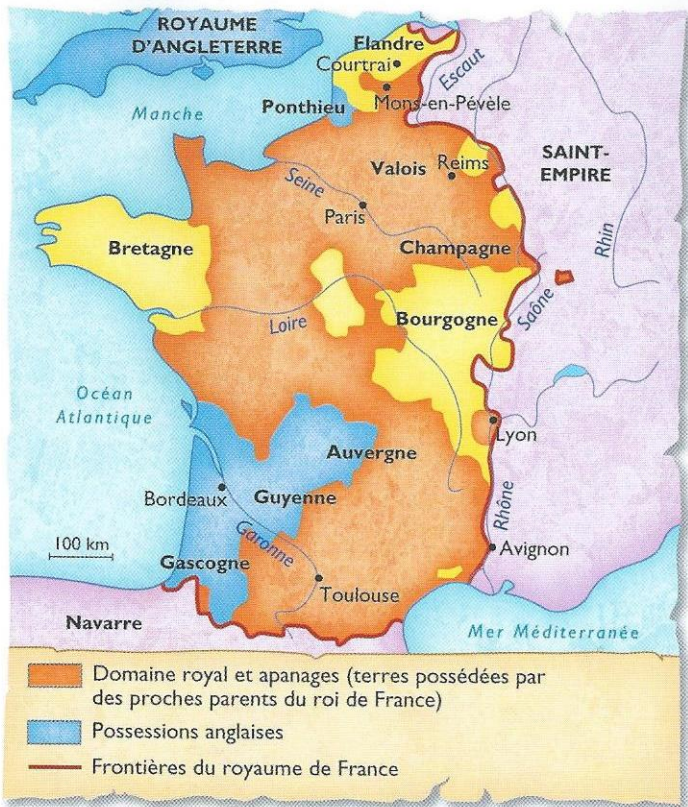 ROYAUME
D'ANGLETERRE
Flandre
Courtrai
Escaut
Mons-en-Pévèle
Manche
Ponthieu
Valois
Reims
SAINT-
EMPIRE
Seine
Paris
Rhin
Bretagne
Champagne
Loire
Bourgogne
Saône
Océan
Atlantique
Auvergne
Lyon
Bordeaux
Guyenne
Garonne
Rhône
100 km
Gascogne
Avignon
Toulouse
Navarre
Mer Méditerranée
Domaine royal et apanages (terres possédées par
des proches parents du roi de France)
Possessions anglaises
Frontières du royaume de France